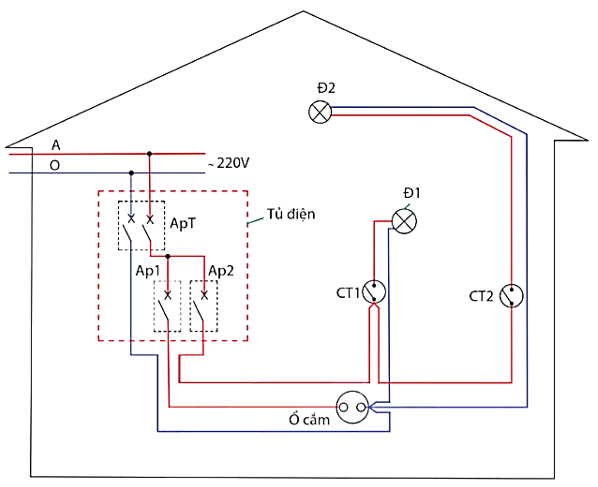 Đ2
A
O
~ 220V
Đ1
Tủ điện
ApT
Ap1
Ap2
CT1
CT2
Ổ cắm